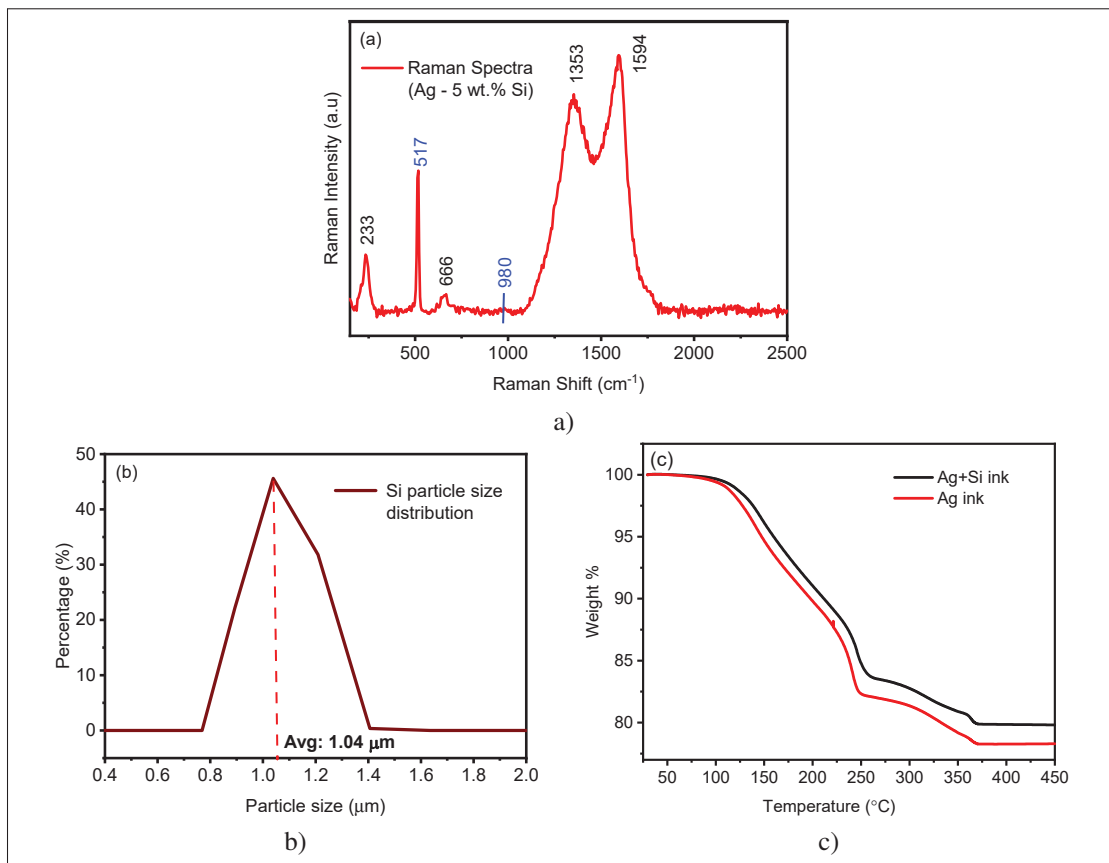 (a)
Raman Spectra
(Ag - 5 wt.% Si)
233
517
666
980
1353
1594
Raman Intensity (a.u)
500
1000
1500
2000
2500
Raman Shift (cm⁻¹)
a)
(b)
Si particle size
distribution
50
40
30
20
10
0
Percentage (%)
Avg: 1.04 μm
0.4
0.6
0.8
1.0
1.2
1.4
1.6
1.8
2.0
Particle size (μm)
b)
(c)
Ag+Si ink
Ag ink
100
95
90
85
80
Weight %
50
100
150
200
250
300
350
400
450
Temperature (°C)
c)